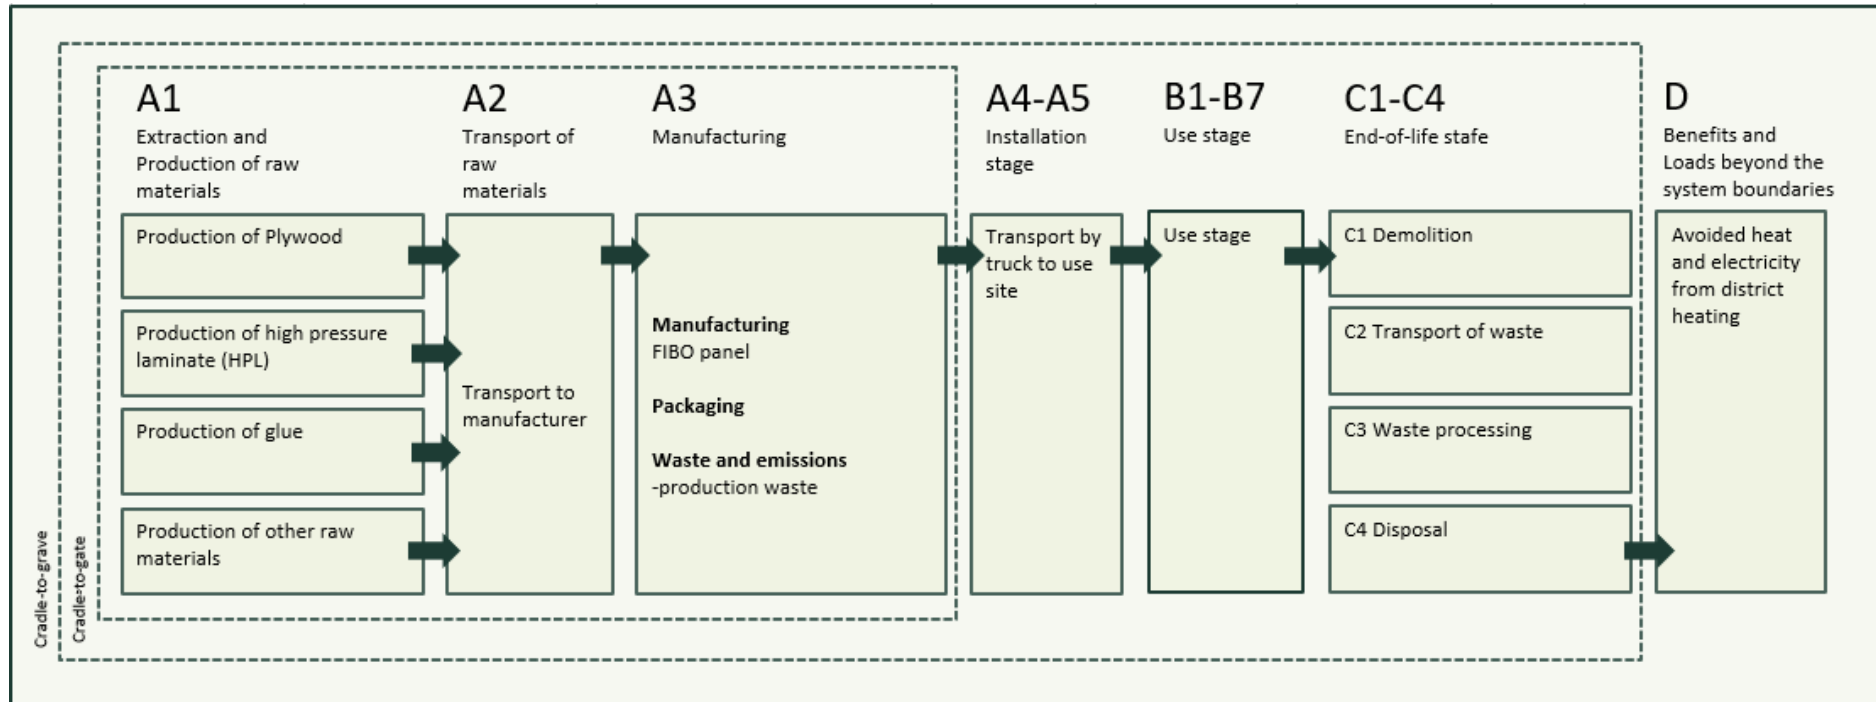 A1
Extraction and
Production of raw
materials
Production of Plywood
Production of high pressure
laminate (HPL)
Production of glue
Production of other raw
materials
A2
Transport of
raw
materials
Transport to
manufacturer
A3
Manufacturing
Manufacturing
FIBO panel
Packaging
Waste and emissions
-production waste
A4-A5
Installation
stage
Transport by
truck to use
site
B1-B7
Use stage
Use stage
C1-C4
End-of-life stafe
C1 Demolition
C2 Transport of waste
C3 Waste processing
C4 Disposal
D
Benefits and
Loads beyond the
system boundaries
Avoided heat
and electricity
from district
heating
Cradle-to-grave
Cradle-to-gate